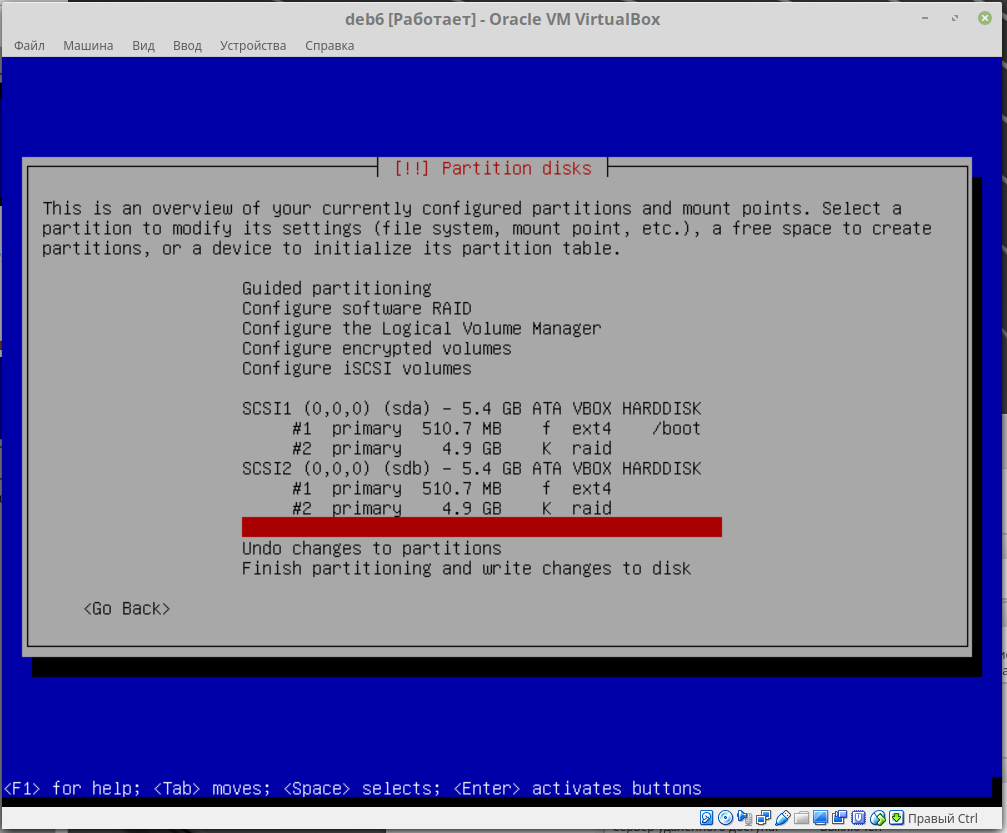 deb6 [Работает] - Oracle VM VirtualBox
Файл Машина Вид Ввод Устройства Справка
[!!] Partition disks
This is an overview of your currently configured partitions and mount points. Select a
partition to modify its settings (file system, mount point, etc.), a free space to create
partitions, or a device to initialize its partition table.
Guided partitioning
Configure software RAID
Configure the Logical Volume Manager
Configure encrypted volumes
Configure iSCSI volumes
SCSI1 (0,0,0) (sda) - 5.4 GB ATA VBOX HARDDISK
#1 primary 510.7 MB f ext4 /boot
#2 primary 4.9 GB K raid
SCSI2 (0,0,0) (sdb) - 5.4 GB ATA VBOX HARDDISK
#1 primary 510.7 MB f ext4
#2 primary 4.9 GB K raid
Undo changes to partitions
Finish partitioning and write changes to disk
<Go Back>
<F1> for help; <Tab> moves; <Space> selects; <Enter> activates buttons
Правый Ctrl